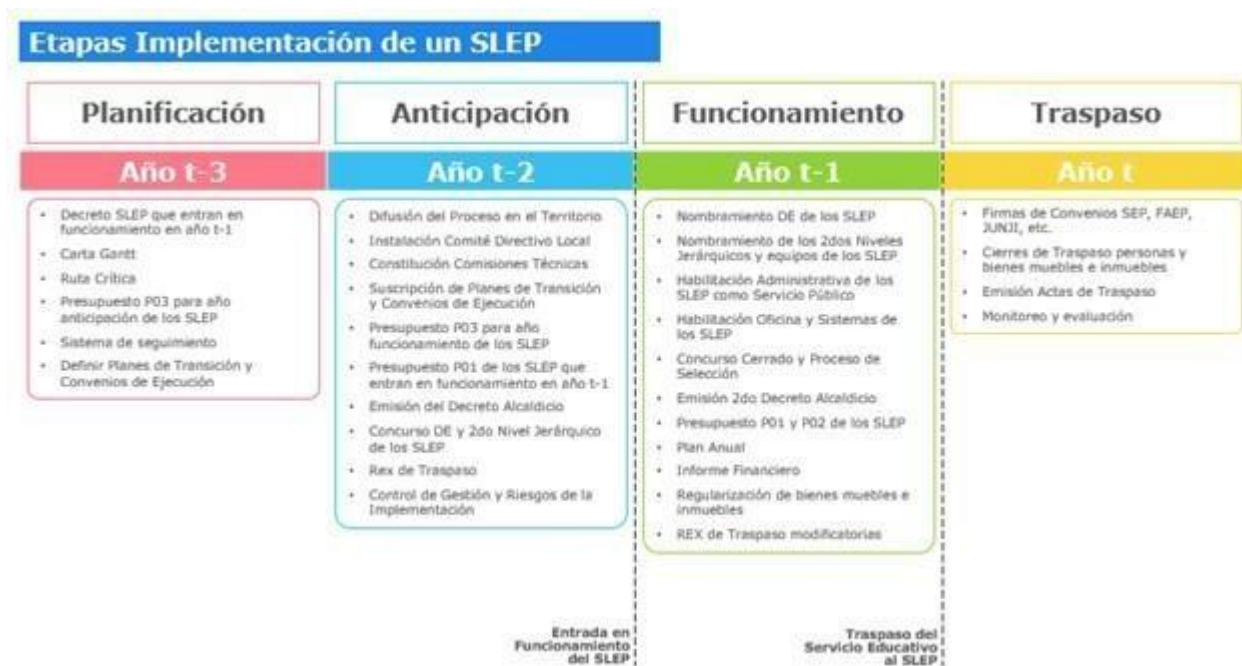 Etapas Implementación de un SLEP
Planificación
Año t-3
• Decreto SLEP que entran en
funcionamiento en año t-1
• Carta Gantt
• Ruta Crítica
• Presupuesto P03 para año
anticipación de los SLEP
• Sistema de seguimiento
• Definir Planes de Transición y
Convenios de Ejecución
Anticipación
Año t-2
• Difusión del Proceso en el Territorio
• Instalación Comité Directivo Local
• Constitución Comisiones Técnicas
• Suscripción de Planes de Transición
y Convenios de Ejecución
• Presupuesto P03 para año
funcionamiento de los SLEP
• Presupuesto P01 de los SLEP que
entran en funcionamiento en año t-1
• Emisión del Decreto Alcaldicio
• Concurso DE y 2do Nivel Jerárquico
de los SLEP
• Rex de Traspaso
• Control de Gestión y Riesgos de la
Implementación
Entrada en
Funcionamiento
del SLEP
Funcionamiento
Año t-1
• Nombramiento DE de los SLEP
• Nombramiento de los 2dos Niveles
Jerárquicos y equipos de los SLEP
• Habilitación Administrativa de los
SLEP como Servicio Público
• Habilitación Oficina y Sistemas de
los SLEP
• Concurso Cerrado y Proceso de
Selección
• Emisión 2do Decreto Alcaldicio
• Presupuesto P01 y P02 de los SLEP
• Plan Anual
• Informe Financiero
• Regularización de bienes muebles e
inmuebles
• REX de Traspaso modificatorias
Traspaso del
Servicio Educativo
al SLEP
Traspaso
Año t
• Firmas de Convenios SEP, FAEP,
JUNJI, etc.
• Cierres de Traspaso personas y
bienes muebles e inmuebles
• Emisión Actas de Traspaso
• Monitoreo y evaluación